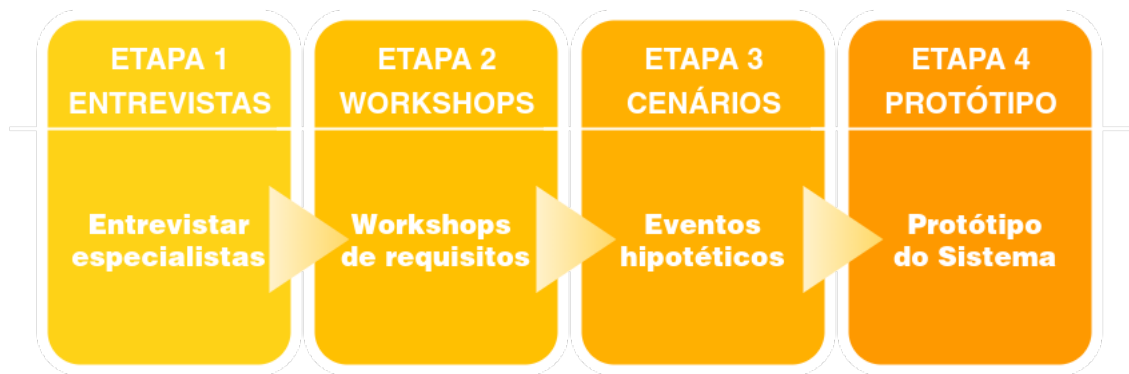 ETAPA 1
ENTREVISTAS
Entrevistar
especialistas
ETAPA 2
WORKSHOPS
Workshops
de requisitos
ETAPA 3
CENÁRIOS
Eventos
hipotéticos
ETAPA 4
PROTÓTIPO
Protótipo
do Sistema